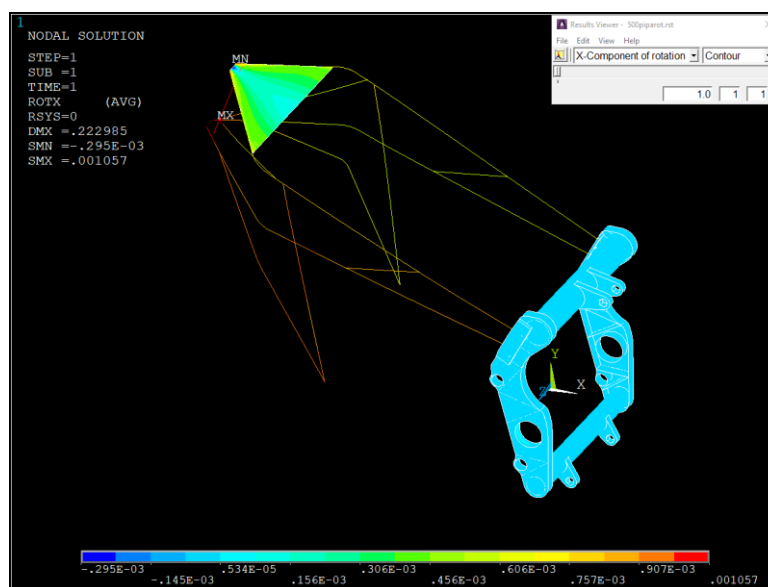 1
NODAL SOLUTION
STEP=1
SUB =1
TIME=1
ROTX (AVG)
RSYS=0
DMX =.222985
SMN =-.295E-03
SMX =.001057
MN
MX
Results Viewer - 500piparot.rst
File Edit View Help
X-Component of rotation Contour
1.0 1 1
Y
X
Z
-.295E-03 .534E-05 .306E-03 .606E-03 .907E-03
-.145E-03 .156E-03 .456E-03 .757E-03 .001057